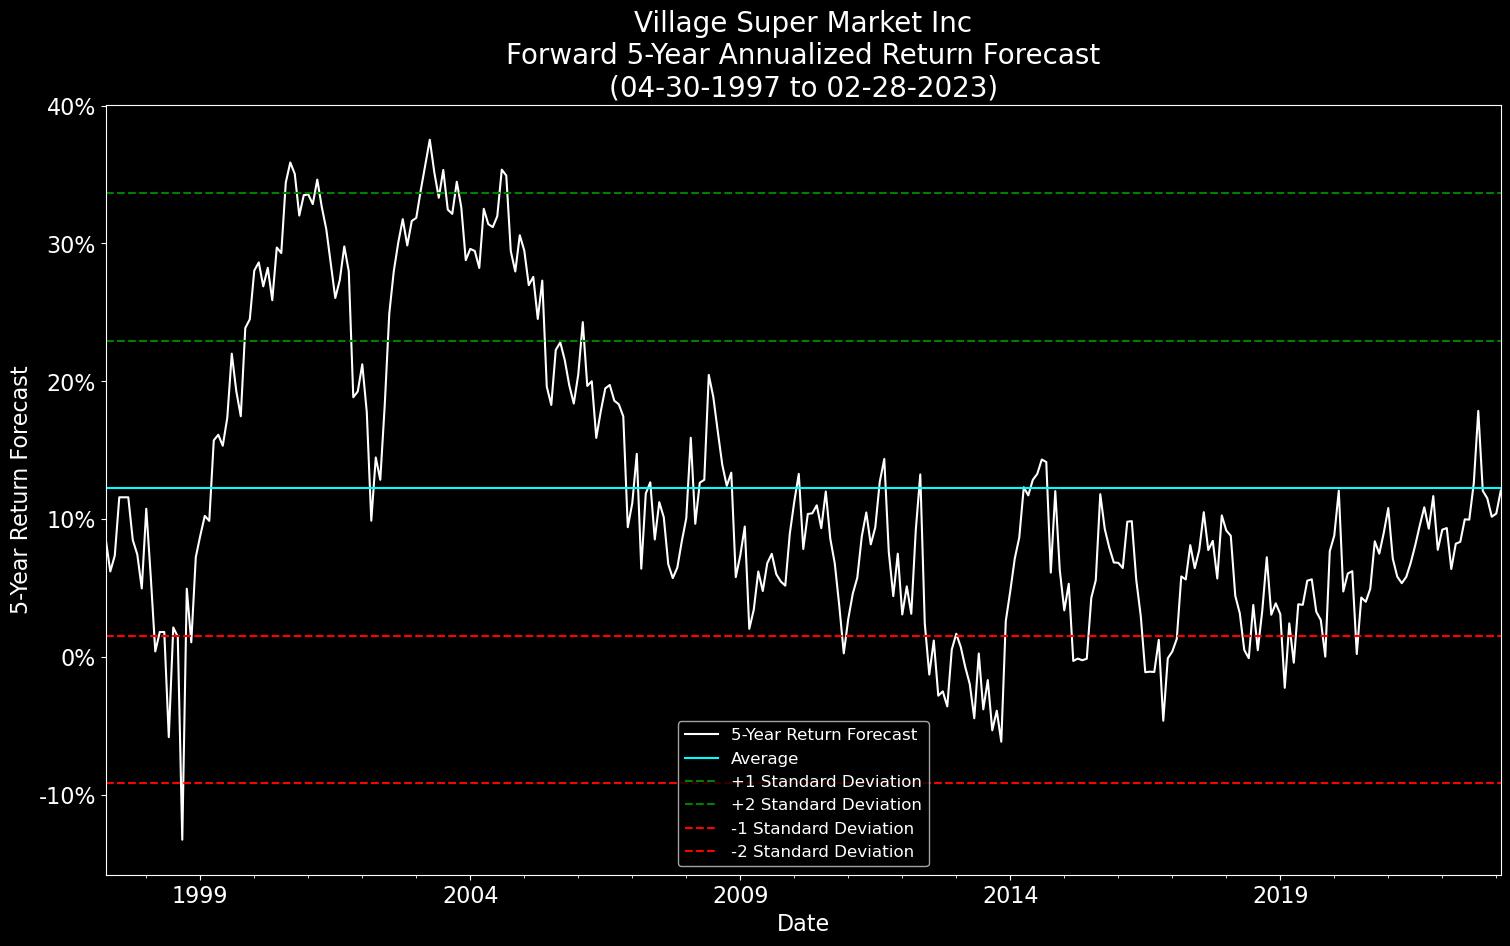 Village Super Market Inc
Forward 5-Year Annualized Return Forecast
(04-30-1997 to 02-28-2023)
5-Year Return Forecast
40%
30%
20%
10%
0%
-10%
5-Year Return Forecast
Average
+1 Standard Deviation
+2 Standard Deviation
-1 Standard Deviation
-2 Standard Deviation
1999 2004 2009 2014 2019
Date